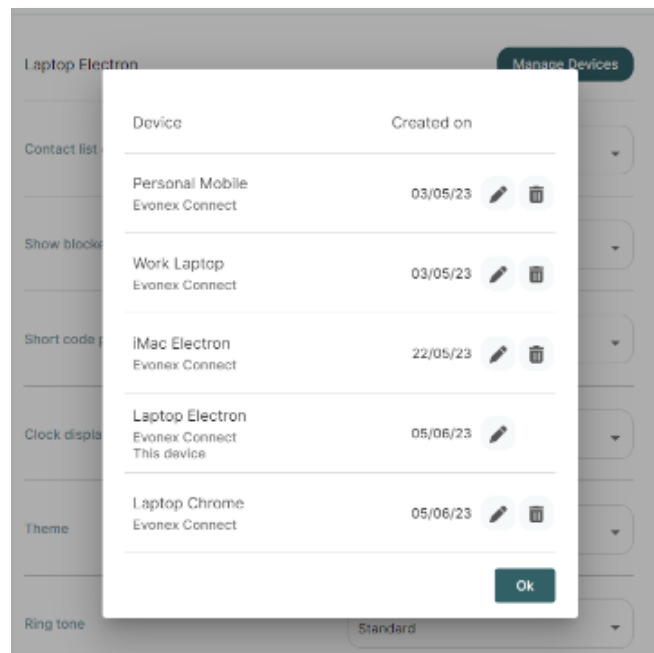 Laptop Electron
Manage Devices
Contact list
Show blocke
Short code p
Clock displa
Theme
Ring tone
Standard
Device Created on
Personal Mobile
Evonex Connect
03/05/23
Work Laptop
Evonex Connect
03/05/23
iMac Electron
Evonex Connect
22/05/23
Laptop Electron
Evonex Connect
This device
05/06/23
Laptop Chrome
Evonex Connect
05/06/23
Ok